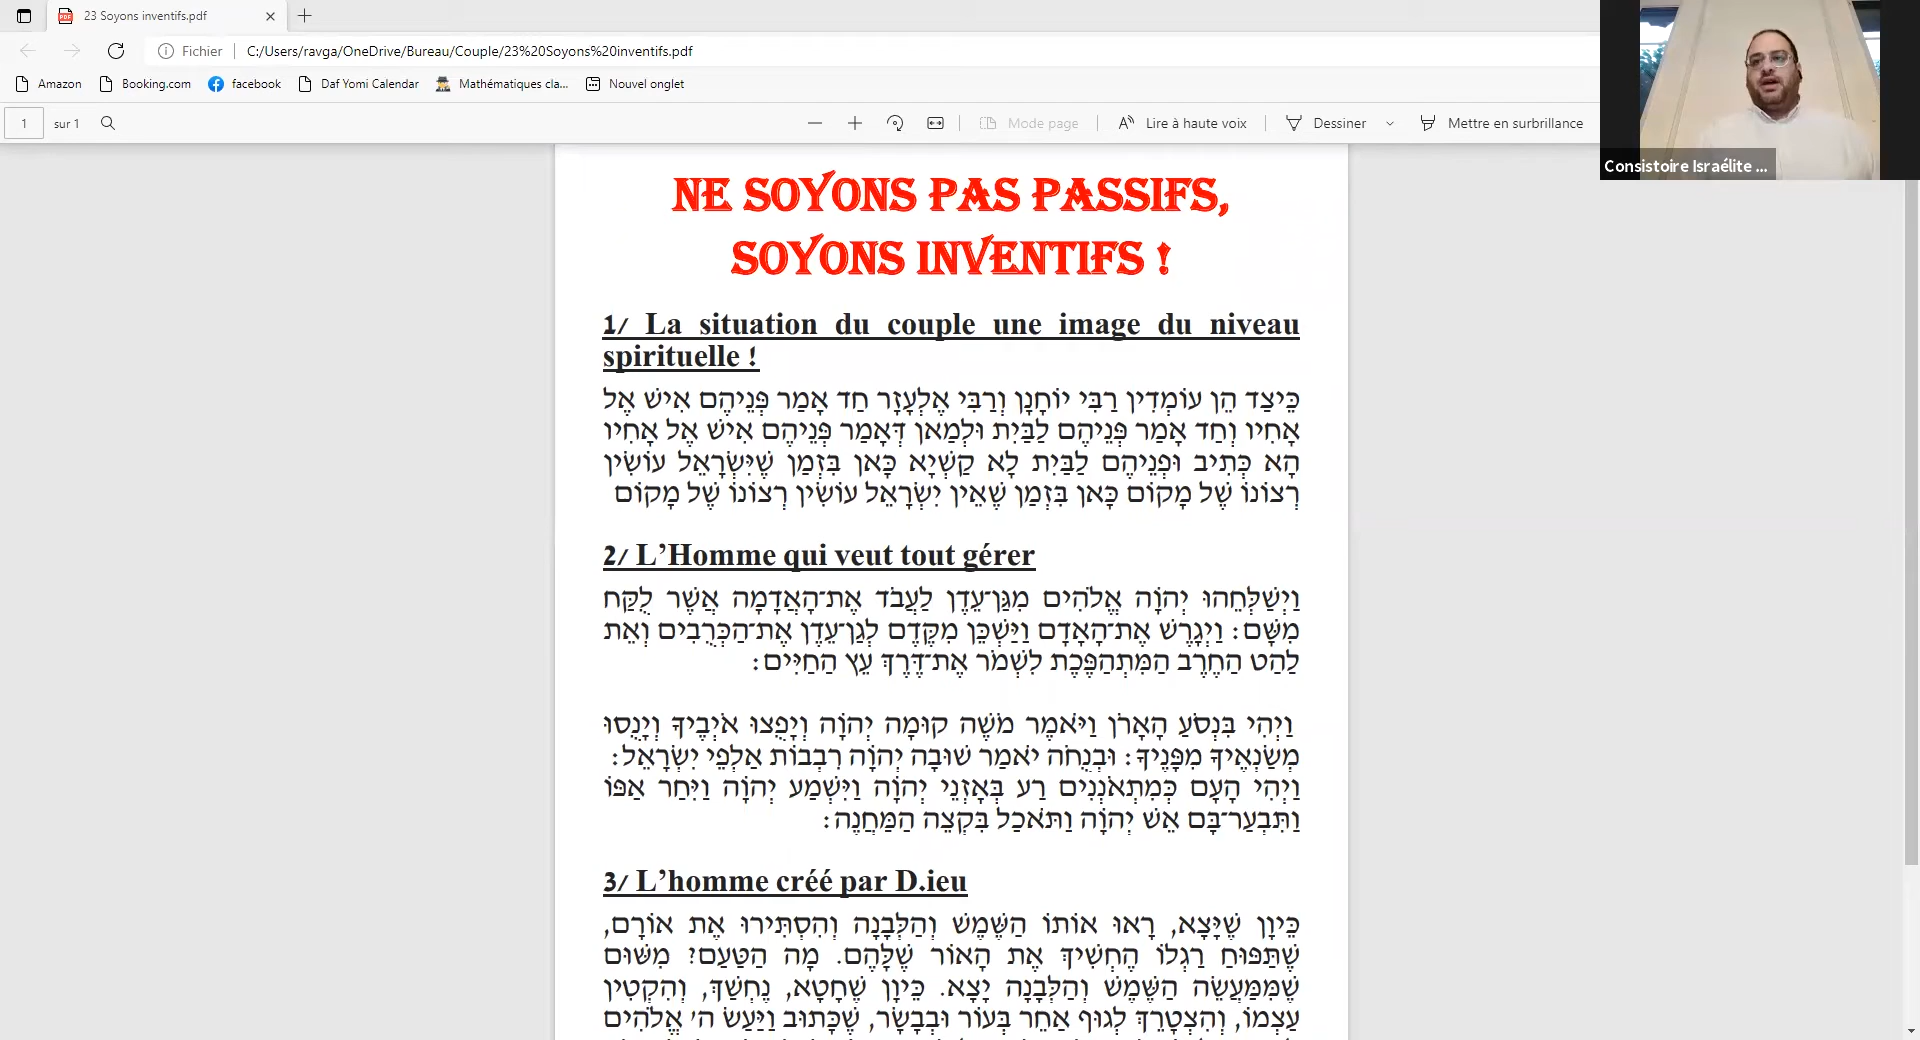 23 Soyons inventifs.pdf
Fichier
C:/Users/ravga/OneDrive/Bureau/Couple/23%20Soyons%20inventifs.pdf
Amazon
Booking.com
facebook
Daf Yomi Calendar
Mathématiques cla...
Nouvel onglet
1
sur 1
Mode page
Lire à haute voix
Dessiner
Mettre en surbrillance
Consistoire Israélite ...
NE SOYONS PAS PASSIFS,
SOYONS INVENTIFS !
1/ La situation du couple une image du niveau
spirituelle !
כֵּיצַד הֵן עוֹמְדִין רַבִּי יוֹחָנָן וְרַבִּי אֶלְעָזָר חַד אָמַר פְּנֵיהֶם אִישׁ אֶל
אָחִיו וְחַד אָמַר פְּנֵיהֶם לַבַּיִת וּלְמַאן דְּאָמַר פְּנֵיהֶם אִישׁ אֶל אָחִיו
הָא כְּתִיב וּפְנֵיהֶם לַבַּיִת לָא קַשְׁיָא כָּאן בִּזְמַן שֶׁיִּשְׂרָאֵל עוֹשִׂין
רְצוֹנוֹ שֶׁל מָקוֹם כָּאן בִּזְמַן שֶׁאֵין יִשְׂרָאֵל עוֹשִׂין רְצוֹנוֹ שֶׁל מָקוֹם
2/ L’Homme qui veut tout gérer
וַיְשַׁלְּחֵהוּ יְהוָֹה אֱלֹהִים מִגַּן־עֵדֶן לַעֲבֹד אֶת־הָאֲדָמָה אֲשֶׁר לֻקַּח
מִשָּׁם: וַיְגָרֶשׁ אֶת־הָאָדָם וַיַּשְׁכֵּן מִקֶּדֶם לְגַן־עֵדֶן אֶת־הַכְּרֻבִים וְאֵת
לַהַט הַחֶרֶב הַמִּתְהַפֶּכֶת לִשְׁמֹר אֶת־דֶּרֶךְ עֵץ הַחַיִּים:
וַיְהִי בִּנְסֹעַ הָאָרֹן וַיֹּאמֶר מֹשֶׁה קוּמָה יְהוָֹה וְיָפֻצוּ אֹיְבֶיךָ וְיָנֻסוּ
מְשַׂנְאֶיךָ מִפָּנֶיךָ: וּבְנֻחֹה יֹאמַר שׁוּבָה יְהוָֹה רִבְבוֹת אַלְפֵי יִשְׂרָאֵל:
וַיְהִי הָעָם כְּמִתְאֹנְנִים רַע בְּאָזְנֵי יְהוָֹה וַיִּשְׁמַע יְהוָֹה וַיִּחַר אַפּוֹ
וַתִּבְעַר־בָּם אֵשׁ יְהוָֹה וַתֹּאכַל בִּקְצֵה הַמַּחֲנֶה:
3/ L’homme créé par D.ieu
כֵּיוָן שֶׁיָּצָא, רָאוּ אוֹתוֹ הַשֶּׁמֶשׁ וְהַלְּבָנָה וְהִסְתִּירוּ אֶת אוֹרָם,
שֶׁתַּפּוּחַ רַגְלוֹ הֶחְשִׁיךְ אֶת הָאוֹר שֶׁלָּהֶם. מָה הַטַּעַם? מִשּׁוּם
שֶׁמִּמַּעֲשֵׂה הַשֶּׁמֶשׁ וְהַלְּבָנָה יָצָא. כֵּיוָן שֶׁחָטָא, נֶחְשַׁךְ, וְהִקְטִין
עַצְמוֹ, וְהִצְטָרֵךְ לְגוּף אַחֵר בְּעוֹר וּבְבָשָׂר, שֶׁכָּתוּב וַיַּעַשׂ ה' אֱלֹהִים